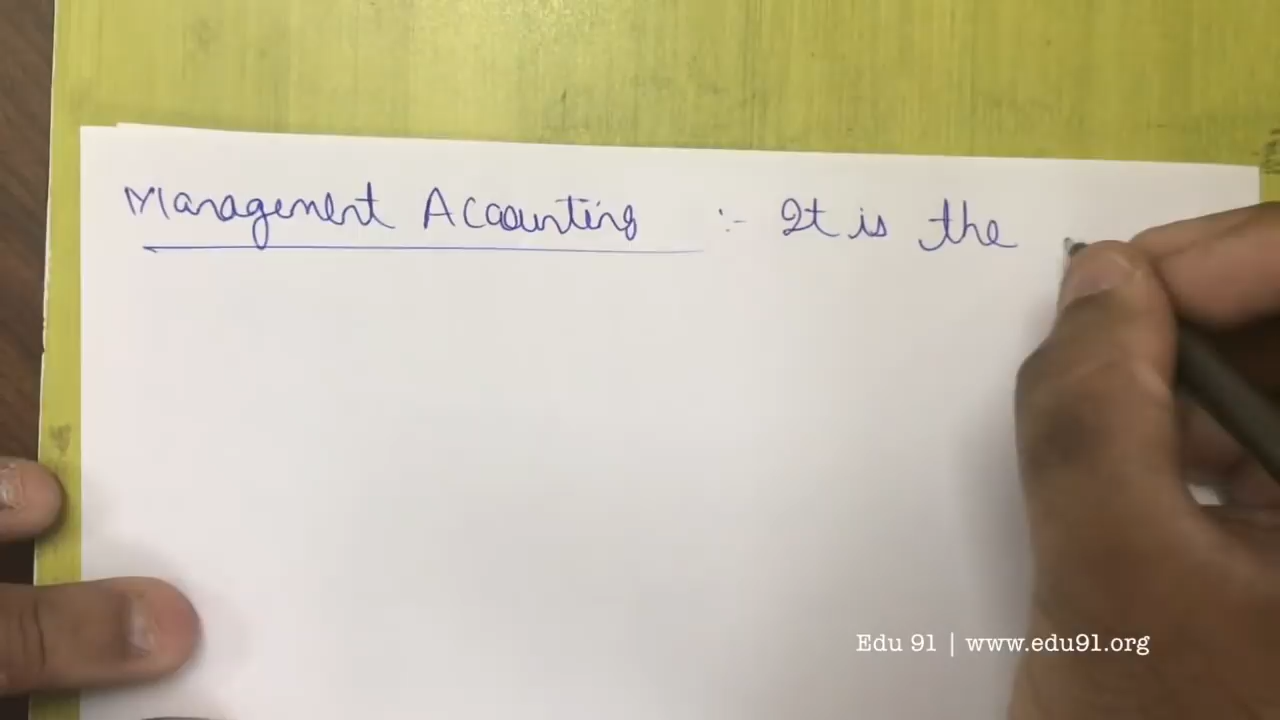 Management Accounting :- It is the
Edu 91 | www.edu91.org